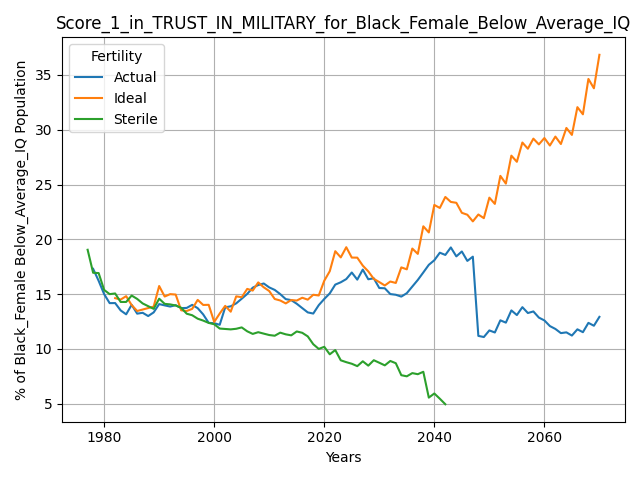 Score_1_in_TRUST_IN_MILITARY_for_Black_Female_Below_Average_IQ
% of Black_Female Below_Average_IQ Population
35
30
25
20
15
10
5
Fertility
Actual
Ideal
Sterile
1980 2000 2020 2040 2060
Years